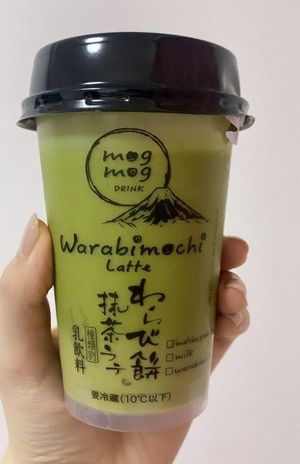 mog
mog
DRINK
Warabimochi
Latte
わらび餅
抹茶ラテ
種類別
乳飲料
matcha
milk
要冷蔵(10℃以下)